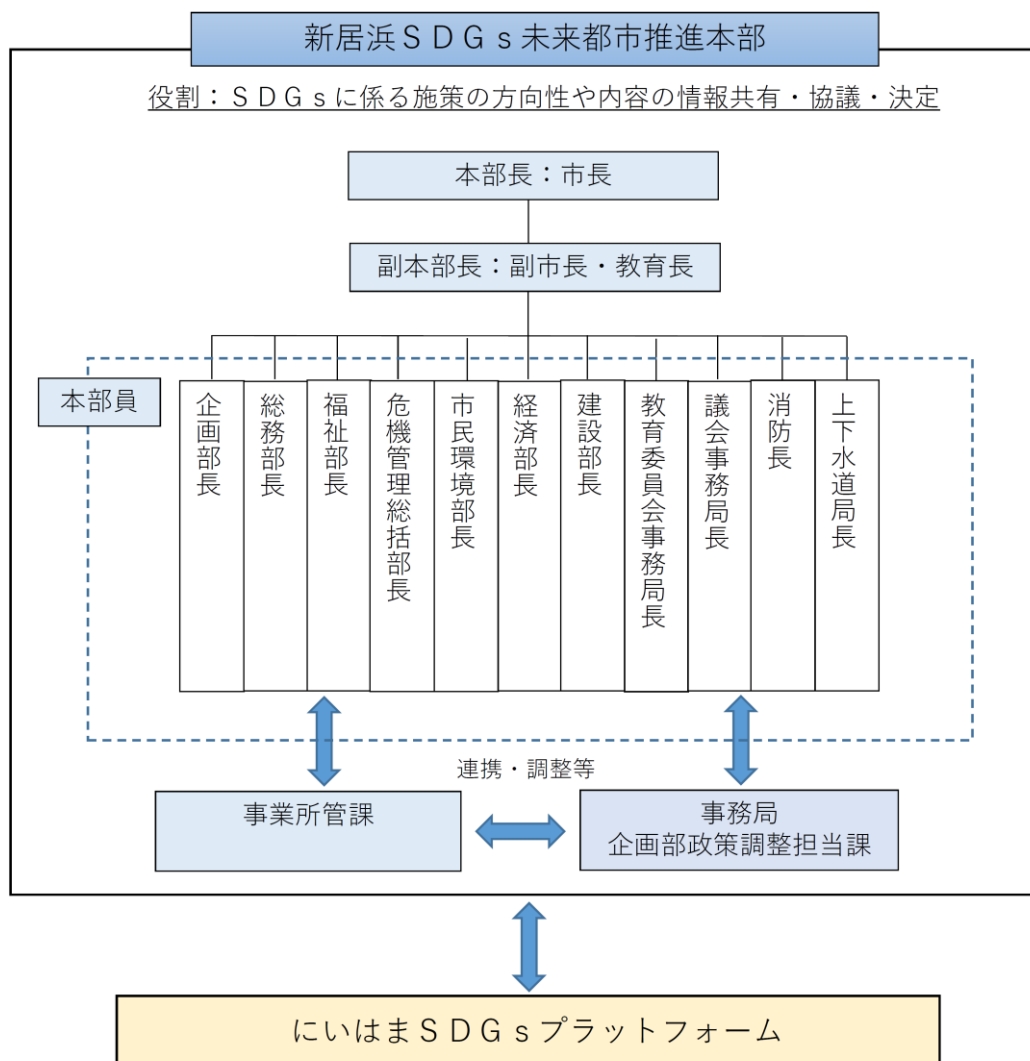 新居浜ＳＤＧｓ未来都市推進本部
役割：ＳＤＧｓに係る施策の方向性や内容の情報共有・協議・決定
本部長：市長
副本部長：副市長・教育長
本部員
企画部長
総務部長
福祉部長
危機管理総括部長
市民環境部長
経済部長
建設部長
教育委員会事務局長
議会事務局長
消防長
上下水道局長
連携・調整等
事業所管課
事務局
企画部政策調整担当課
にいはまＳＤＧｓプラットフォーム